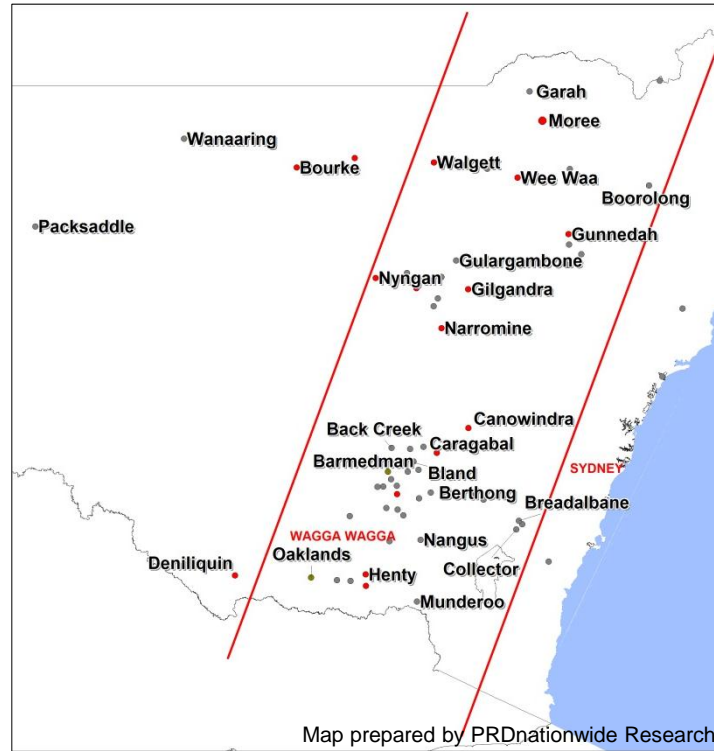 Garah
Moree
Wanaaring
Bourke
Walgett
Wee Waa
Boorolong
Packsaddle
Gunnedah
Gulargambone
Nyngan
Gilgandra
Narromine
Canowindra
Back Creek
Caragabal
Barmedman
Bland
SYDNEY
Berthong
Breadalbane
WAGGA WAGGA
Nangus
Oaklands
Deniliquin
Collector
Henty
Munderoo
Map prepared by PRDnationwide Research